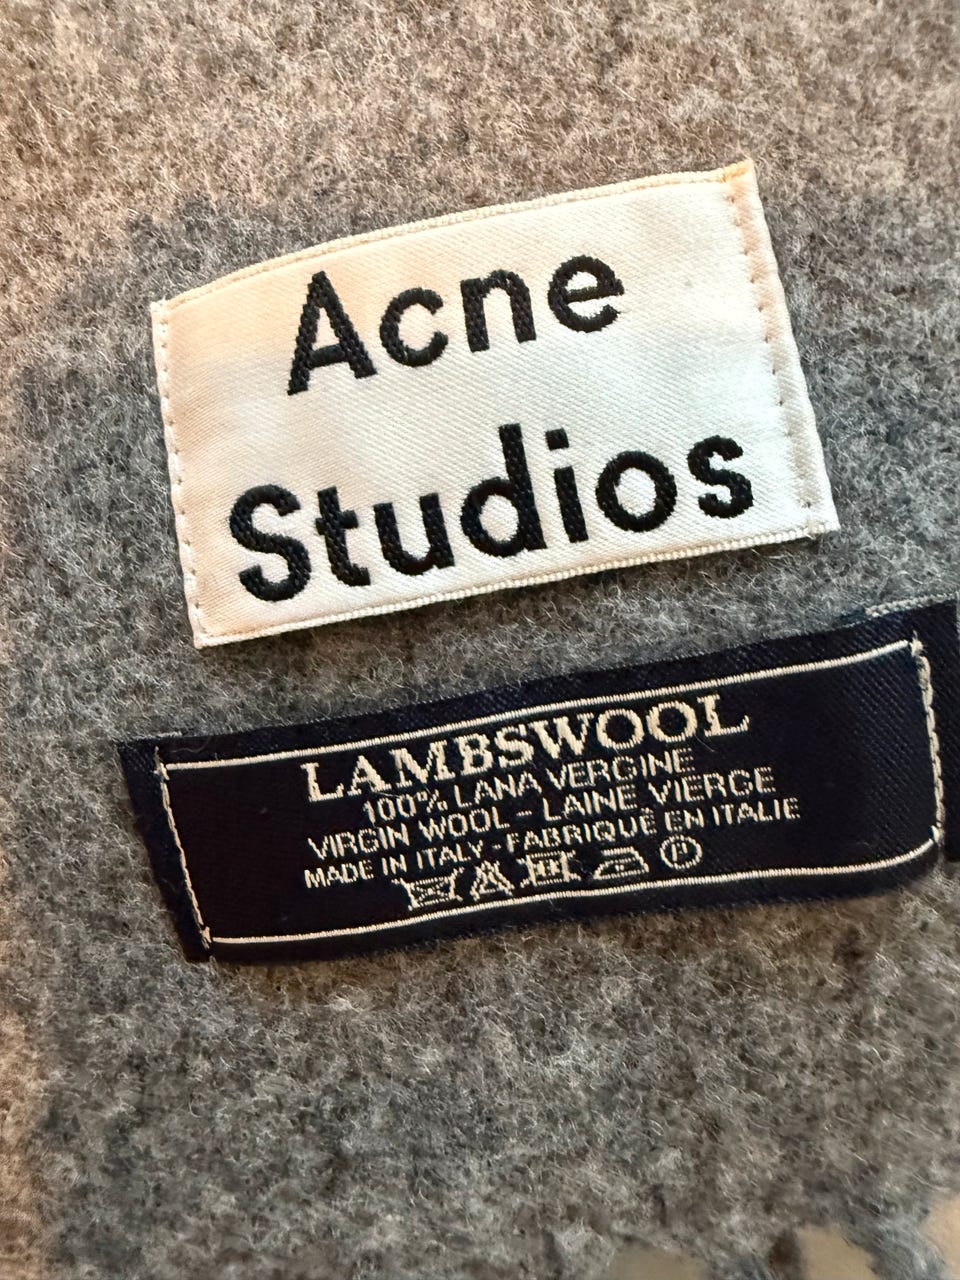 Acne
Studios
LAMBSWOOL
100% LANA VERGINE
VIRGIN WOOL - LAINE VIERGE
MADE IN ITALY - FABRIQUÉ EN ITALIE
P